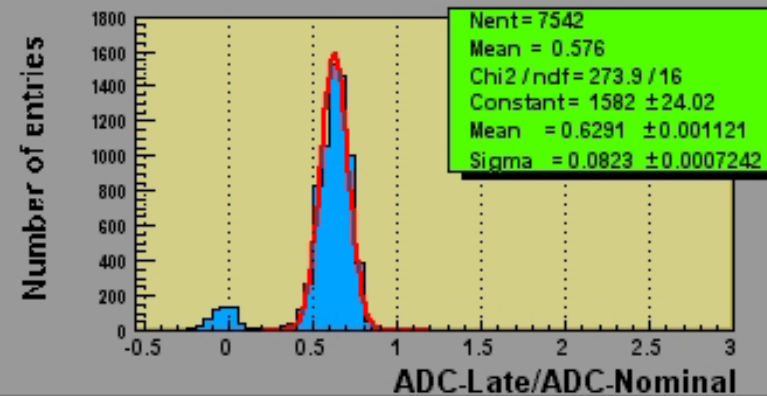 Nent= 7542
Mean = 0.576
Chi2 / ndf= 273.9 / 16
Constant= 1582 ±24.02
Mean = 0.6291 ±0.001121
Sigma = 0.0823 ±0.0007242
Number of entries
1800
1600
1400
1200
1000
800
600
400
200
0
-0.5 0 0.5 1 1.5 2 2.5 3
ADC-Late/ADC-Nominal